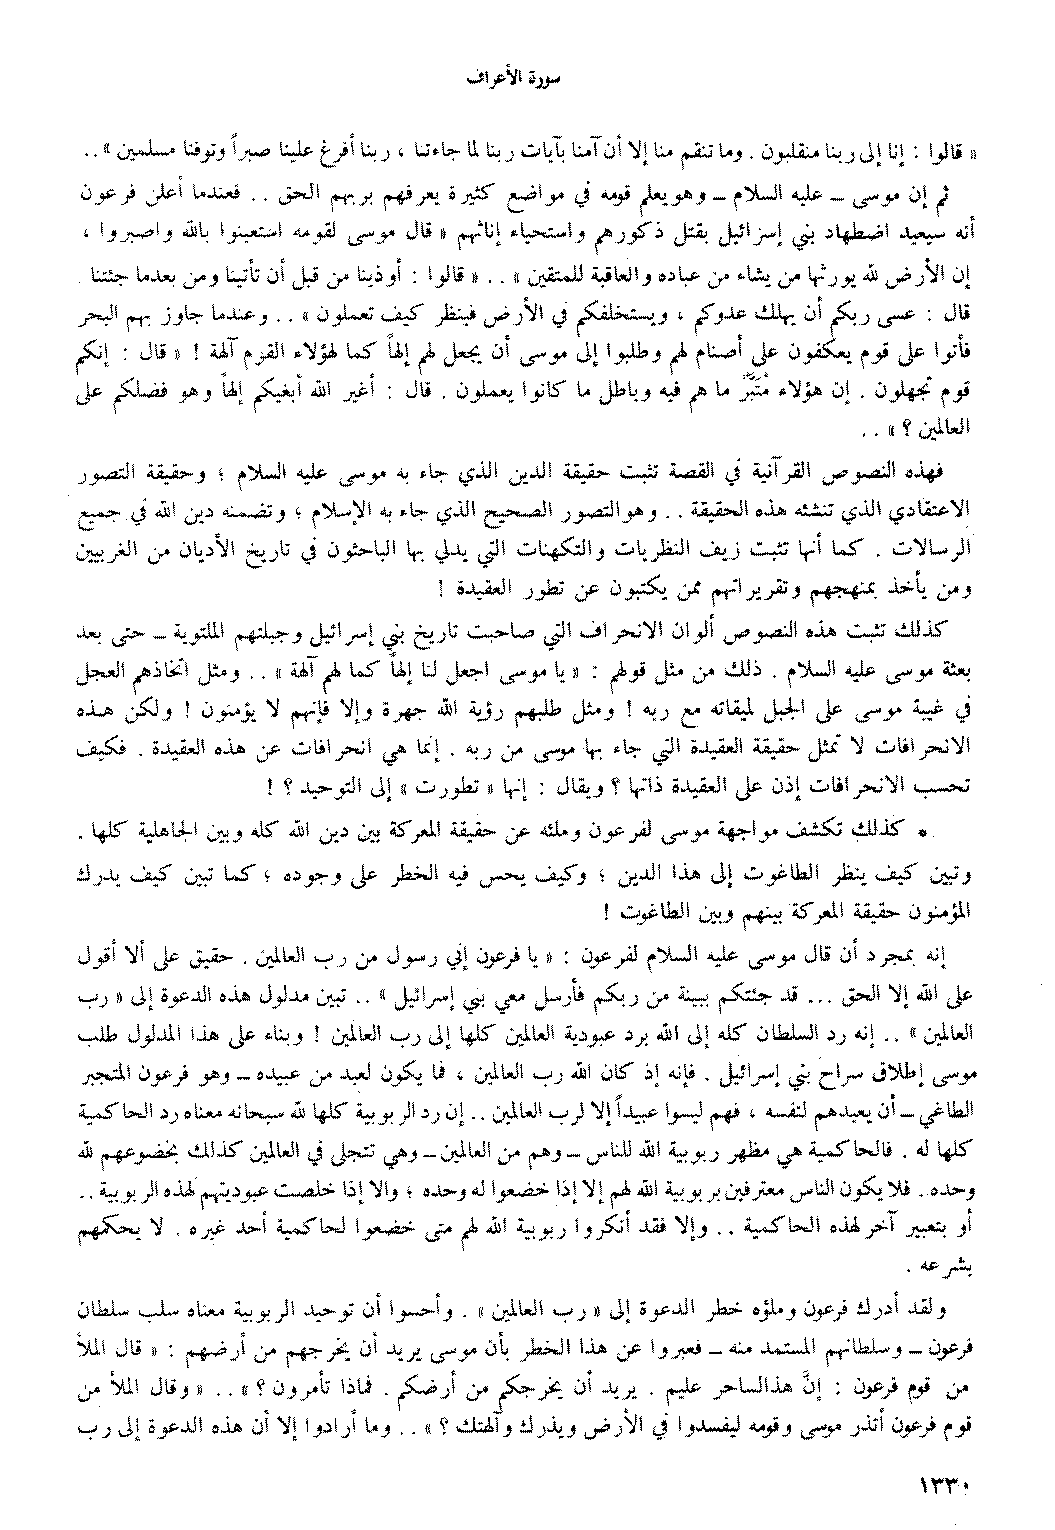 سورة الأعراف
« قالوا : إنا إلى ربنا منقلبون . وما تنقم منا إلا أن آمنا بآيات ربنا لما جاءتنا ، ربنا أفرغ علينا صبراً وتوفنا مسلمين » ..
ثم إن موسى – عليه السلام – وهو يعلم قومه في مواضع كثيرة يعرفهم بربهم الحق .. فعندما أعلن فرعون
أنه سيعيد اضطهاد بني إسرائيل بقتل ذكورهم واستحياء إناثهم « قال موسى لقومه استعينوا بالله واصبروا ،
إن الأرض لله يورثها من يشاء من عباده والعاقبة للمتقين » .. « قالوا : أوذينا من قبل أن تأتينا ومن بعدما جئتنا .
قال : عسى ربكم أن يهلك عدوكم ، ويستخلفكم في الأرض فينظر كيف تعملون » .. وعندما جاوز بهم البحر
فأتوا على قوم يعكفون على أصنام لهم وطلبوا إلى موسى أن يجعل لهم إلهاً كما لهؤلاء القوم آلهة ! « قال : إنكم
قوم تجهلون . إن هؤلاء مُتَبَّرٌ ما هم فيه وباطل ما كانوا يعملون . قال : أغير الله أبغيكم إلهاً وهو فضلكم على
العالمين ؟ » ..
فهذه النصوص القرآنية في القصة تثبت حقيقة الدين الذي جاء به موسى عليه السلام ؛ وحقيقة التصور
الاعتقادي الذي تنشئه هذه الحقيقة .. وهو التصور الصحيح الذي جاء به الإسلام ؛ وتضمنه دين الله في جميع
الرسالات . كما أنها تثبت زيف النظريات والتكهنات التي يدلي بها الباحثون في تاريخ الأديان من الغربيين
ومن يأخذ بمنهجهم وتقريراتهم ممن يكتبون عن تطور العقيدة !
كذلك تثبت هذه النصوص ألوان الانحراف التي صاحبت تاريخ بني إسرائيل وجبلتهم الملتوية – حتى بعد
بعثة موسى عليه السلام . ذلك من مثل قولهم : « يا موسى اجعل لنا إلهاً كما لهم آلهة » .. ومثل اتخاذهم العجل
في غيبة موسى على الجبل لميقاته مع ربه ! ومثل طلبهم رؤية الله جهرة وإلا فإنهم لا يؤمنون ! ولكن هذه
الانحرافات لا تمثل حقيقة العقيدة التي جاء بها موسى من ربه . إنما هي انحرافات عن هذه العقيدة . فكيف
تحسب الانحرافات إذن على العقيدة ذاتها ؟ ويقال : إنها « تطورت » إلى التوحيد ؟ !
* كذلك تكشف مواجهة موسى لفرعون وملئه عن حقيقة المعركة بين دين الله كله وبين الجاهلية كلها .
وتبين كيف ينظر الطاغوت إلى هذا الدين ؛ وكيف يحس فيه الخطر على وجوده ؛ كما تبين كيف يدرك
المؤمنون حقيقة المعركة بينهم وبين الطاغوت !
إنه بمجرد أن قال موسى عليه السلام لفرعون : « يا فرعون إني رسول من رب العالمين . حقيق على ألا أقول
على الله إلا الحق ... قد جئتكم ببينة من ربكم فأرسل معي بني إسرائيل » .. تبين مدلول هذه الدعوة إلى « رب
العالمين » .. إنه رد السلطان كله إلى الله برد عبودية العالمين كلها إلى رب العالمين ! وبناء على هذا المدلول طلب
موسى إطلاق سراح بني إسرائيل . فإنه إذ كان الله رب العالمين ، فما يكون لعبد من عبيده – وهو فرعون المتجبر
الطاغي – أن يعبدهم لنفسه ، فهم ليسوا عبيداً إلا لرب العالمين .. إن رد الربوبية كلها لله سبحانه معناه رد الحاكمية
كلها له . فالحاكمية هي مظهر ربوبية الله للناس – وهم من العالمين – وهي تتجلى في العالمين كذلك بخضوعهم لله
وحده . فلا يكون الناس معترفين بربوبية الله لهم إلا إذا خضعوا له وحده ؛ والا إذا خلصت عبوديتهم لهذه الربوبية ..
أو بتعبير آخر لهذه الحاكمية .. وإلا فقد أنكروا ربوبية الله لهم متى خضعوا لحاكمية أحد غيره . لا يحكمهم
بشرعه .
ولقد أدرك فرعون وملؤه خطر الدعوة إلى « رب العالمين » . وأحسوا أن توحيد الربوبية معناه سلب سلطان
فرعون – وسلطانهم المستمد منه – فعبروا عن هذا الخطر بأن موسى يريد أن يخرجهم من أرضهم : « قال الملأ
من قوم فرعون : إنَّ هذالساحر عليم . يريد أن يخرجكم من أرضكم . فماذا تأمرون ؟ » .. « وقال الملأ من
قوم فرعون أتذر موسى وقومه ليفسدوا في الأرض ويذرك وآلهتك ؟ » .. وما أرادوا إلا أن هذه الدعوة إلى رب
١٣٣٠